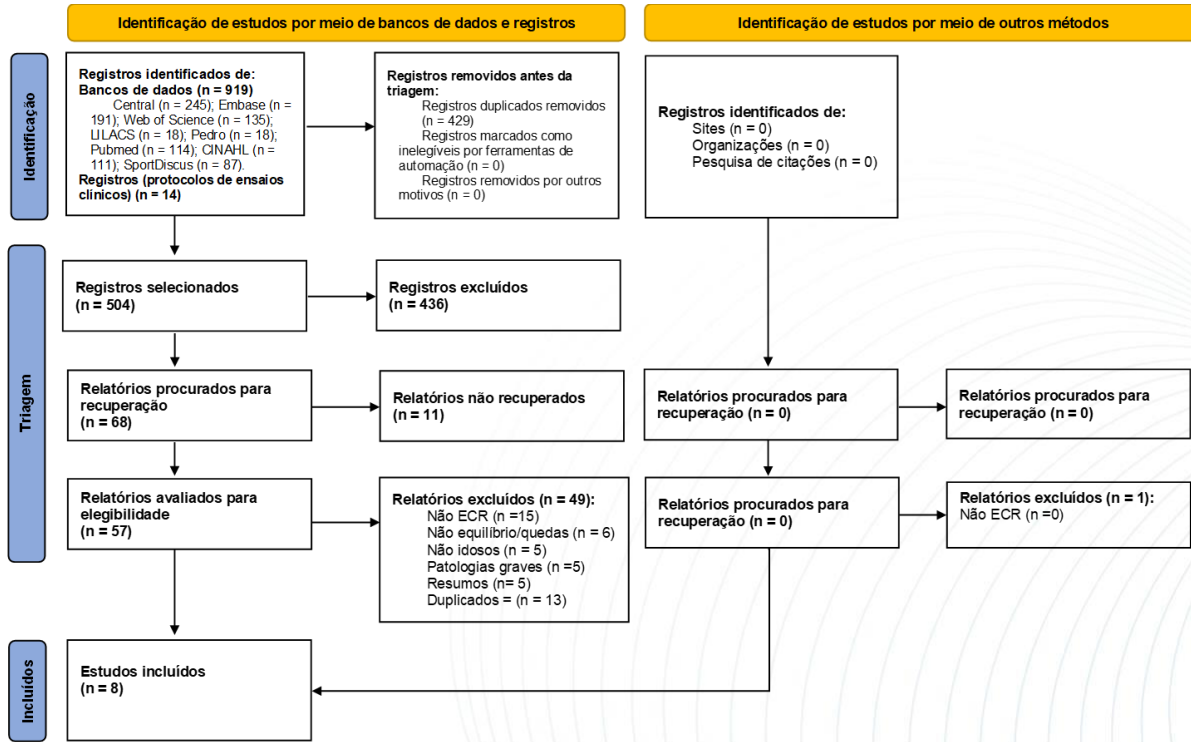 Identificação de estudos por meio de bancos de dados e registros
Identificação de estudos por meio de outros métodos
Identificação
Registros identificados de:
Bancos de dados (n = 919)
Central (n = 245); Embase (n =
191); Web of Science (n = 135);
LILACS (n = 18); Pedro (n = 18);
Pubmed (n = 114); CINAHL (n =
111); SportDiscus (n = 87).
Registros (protocolos de ensaios
clínicos) (n = 14)
Registros removidos antes da
triagem:
Registros duplicados removidos
(n = 429)
Registros marcados como
inelegíveis por ferramentas de
automação (n = 0)
Registros removidos por outros
motivos (n = 0)
Registros identificados de:
Sites (n = 0)
Organizações (n = 0)
Pesquisa de citações (n = 0)
Triagem
Registros selecionados
(n = 504)
Registros excluídos
(n = 436)
Relatórios procurados para
recuperação
(n = 68)
Relatórios não recuperados
(n = 11)
Relatórios procurados para
recuperação (n = 0)
Relatórios procurados para
recuperação (n = 0)
Relatórios avaliados para
elegibilidade
(n = 57)
Relatórios excluídos (n = 49):
Não ECR (n =15)
Não equilíbrio/quedas (n = 6)
Não idosos (n = 5)
Patologias graves (n =5)
Resumos (n= 5)
Duplicados = (n = 13)
Relatórios procurados para
recuperação (n = 0)
Relatórios excluídos (n = 1):
Não ECR (n =0)
Incluídos
Estudos incluídos
(n = 8)